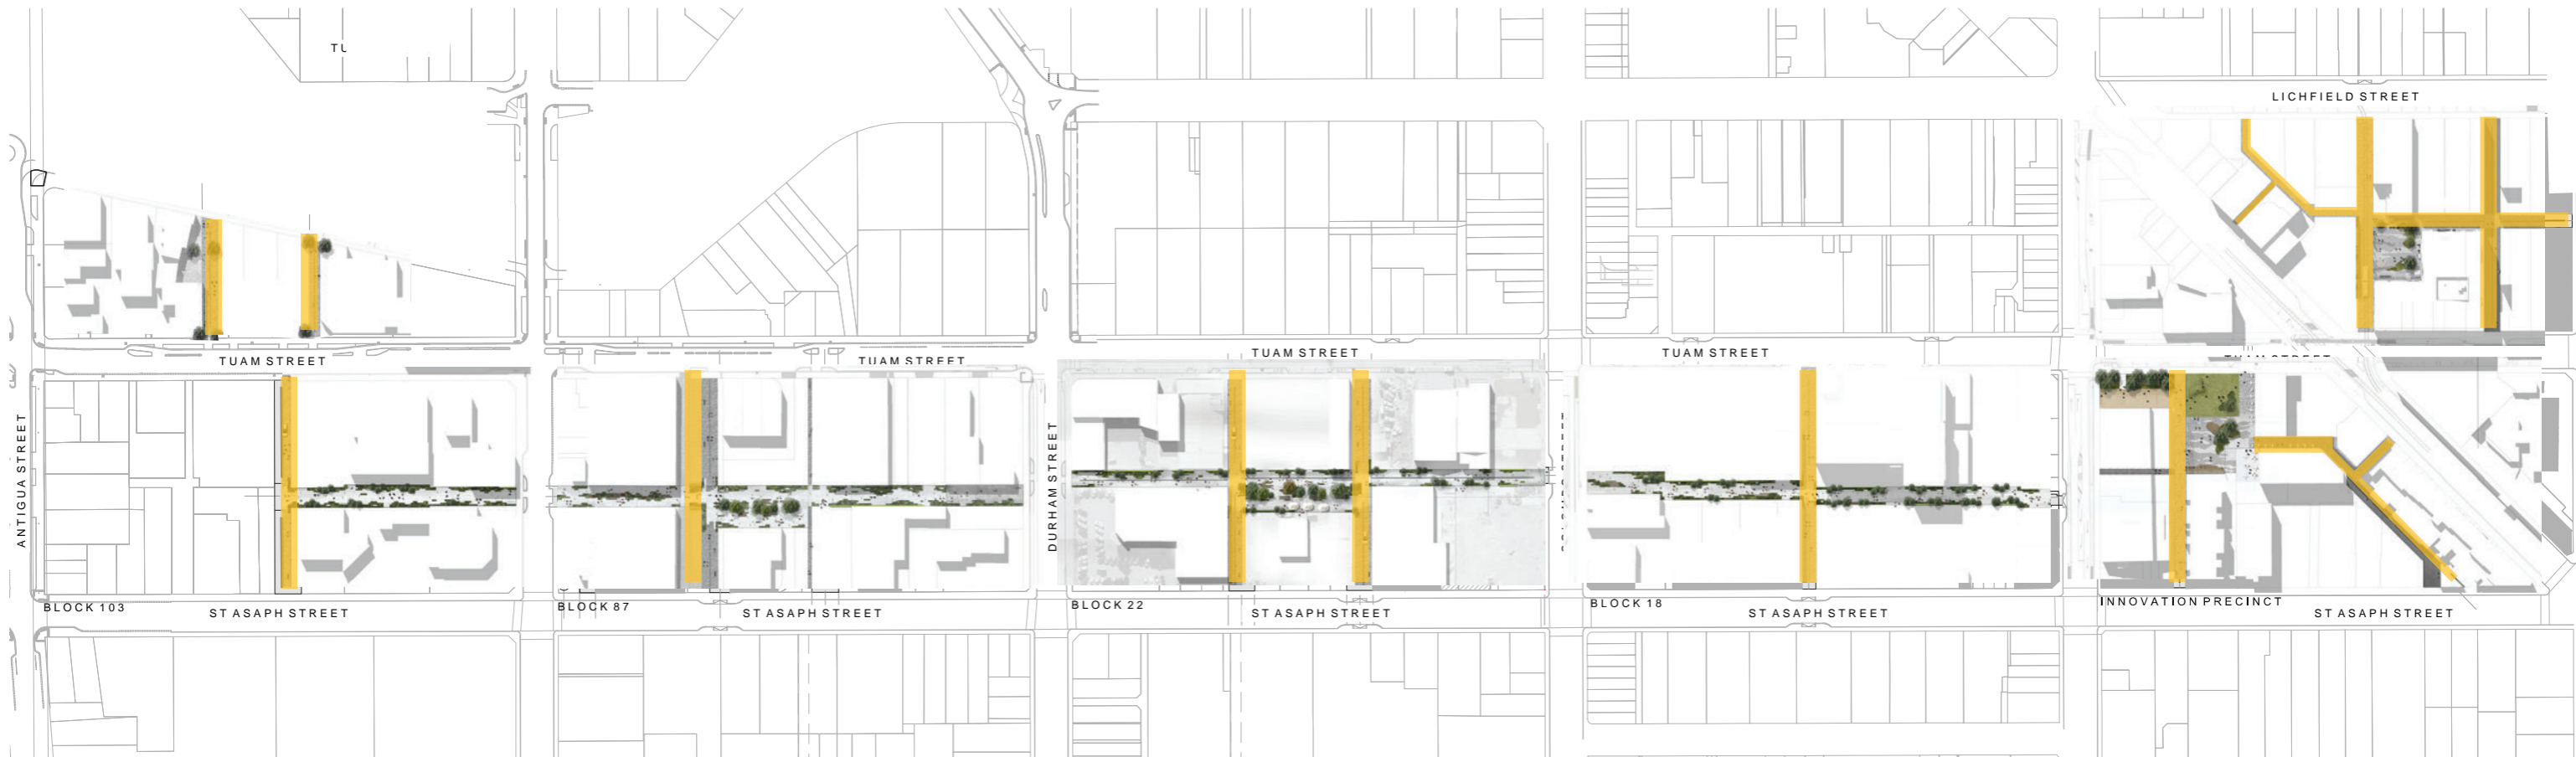 TU
LICHFIELD STREET
TUAM STREET
TUAM STREET
TUAM STREET
TUAM STREET
TUAM STREET
ANTIGUA STREET
DURHAM STREET
BLOCK 103
ST ASAPH STREET
BLOCK 87
ST ASAPH STREET
BLOCK 22
ST ASAPH STREET
BLOCK 18
ST ASAPH STREET
INNOVATION PRECINCT
ST ASAPH STREET